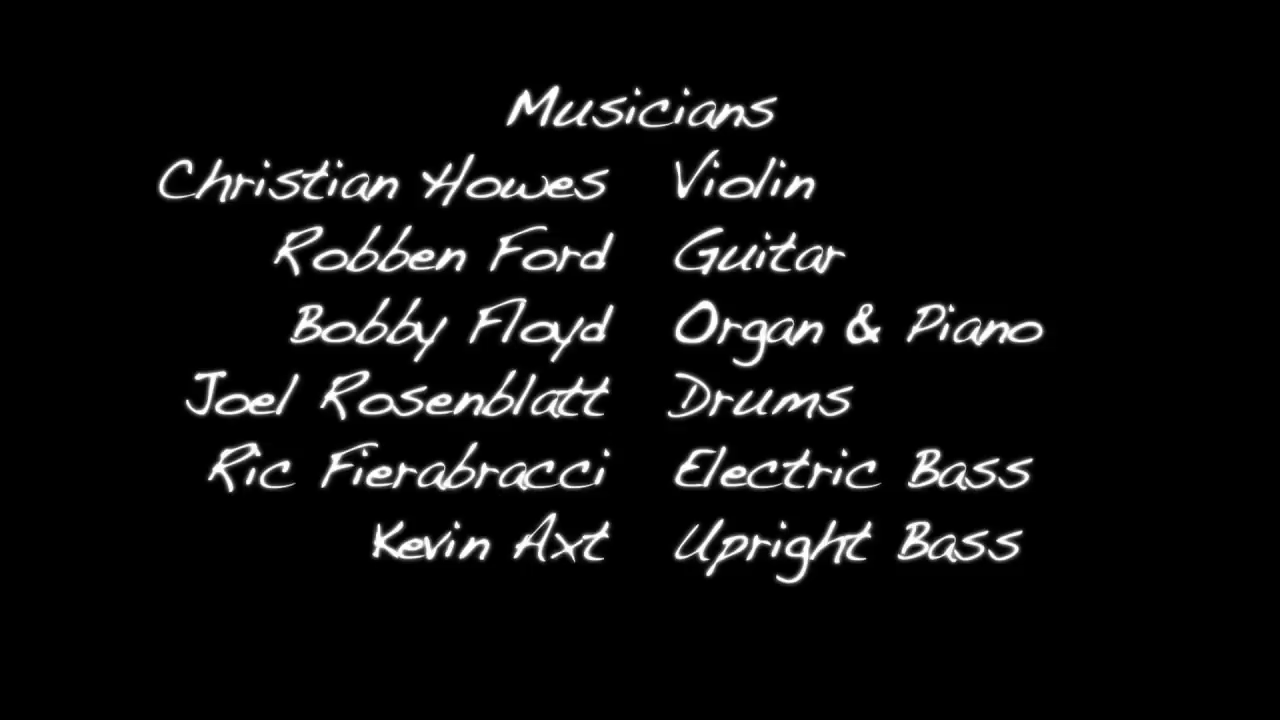 Musicians
Christian Howes Violin
Robben Ford Guitar
Bobby Floyd Organ & Piano
Joel Rosenblatt Drums
Ric Fierabracci Electric Bass
Kevin Axt Upright Bass